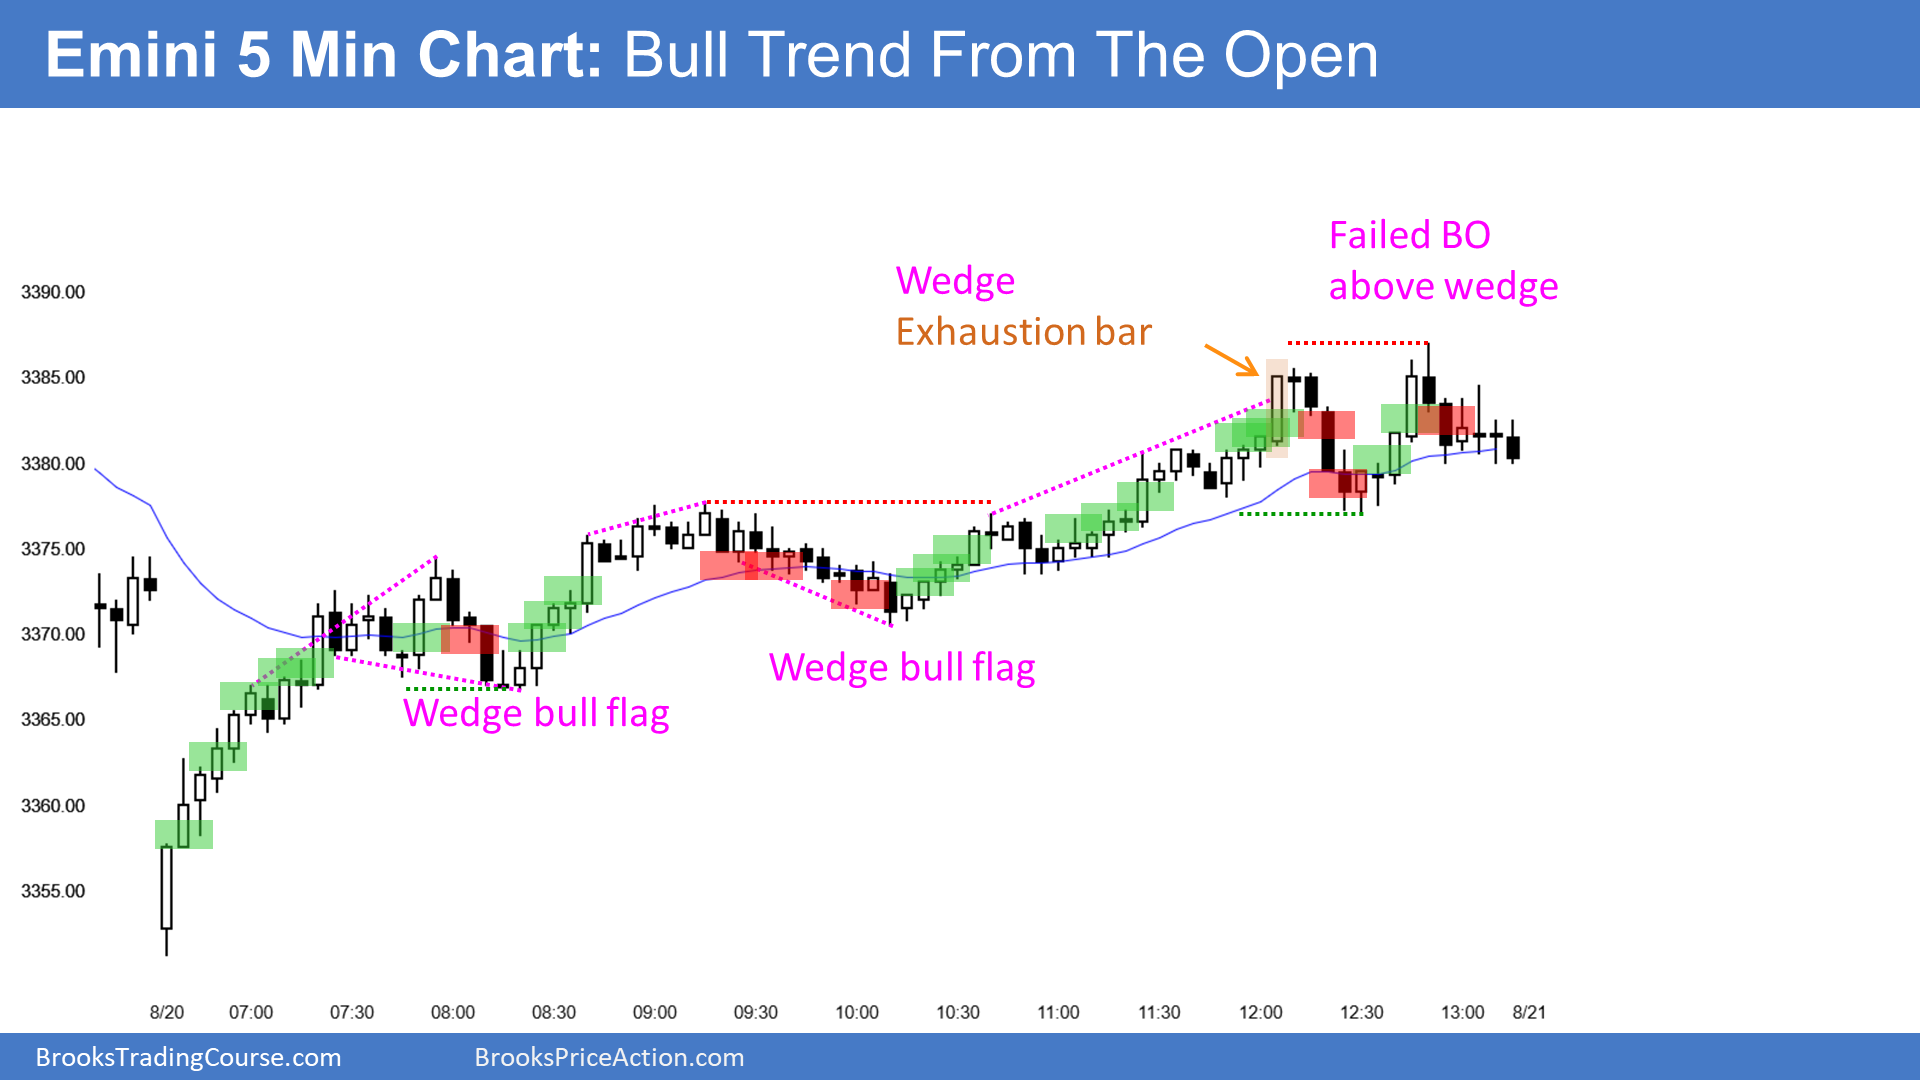 Emini 5 Min Chart: Bull Trend From The Open
Failed BO
above wedge
Wedge
Exhaustion bar
3390.00
3385.00
3380.00
3375.00
3370.00
3365.00
3360.00
3355.00
Wedge bull flag
Wedge bull flag
8/20 07:00 07:30 08:00 08:30 09:00 09:30 10:00 10:30 11:00 11:30 12:00 12:30 13:00 8/21
BrooksTradingCourse.com BrooksPriceAction.com